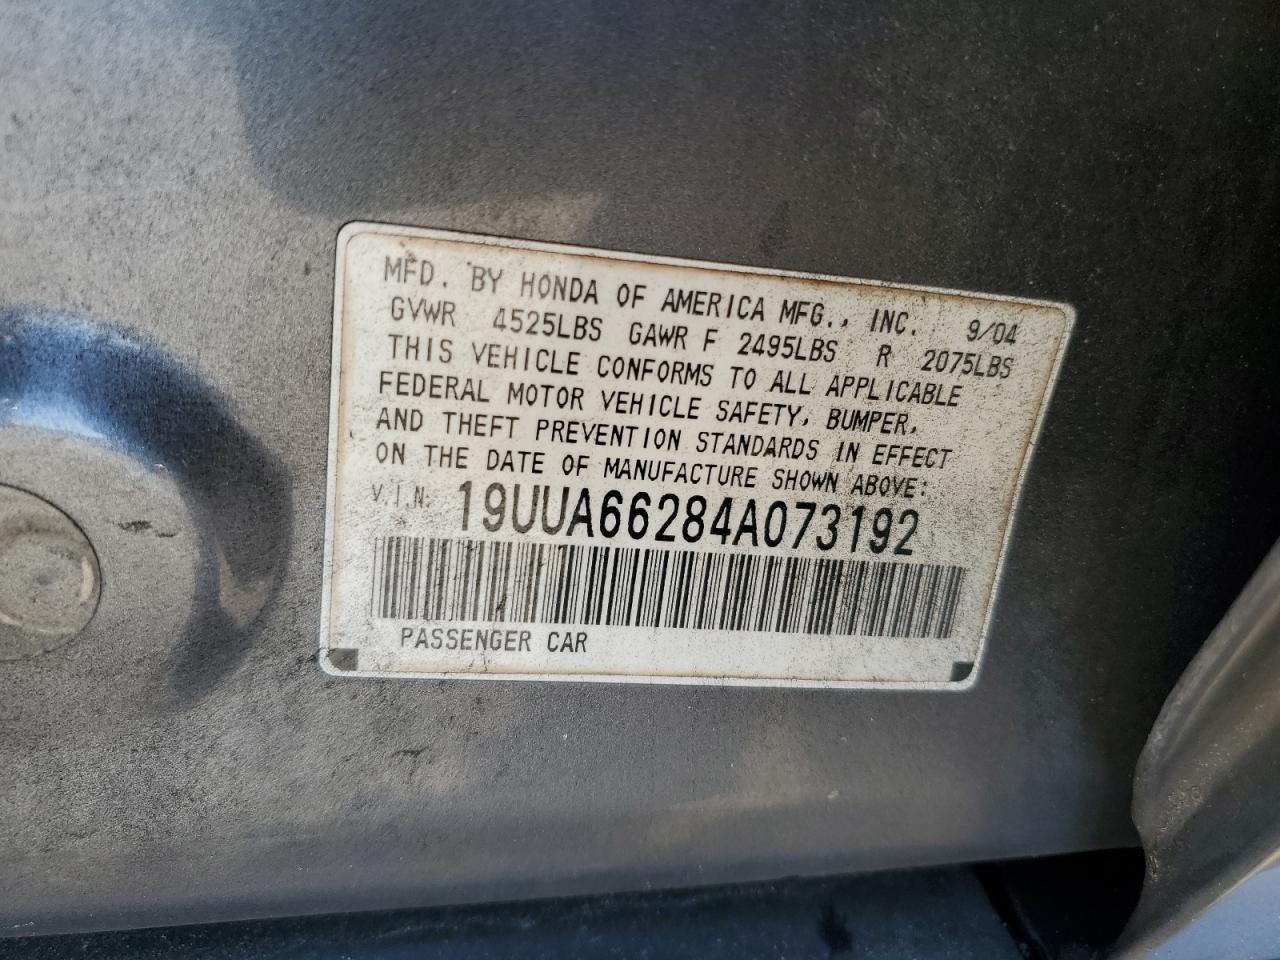 MFD. BY HONDA OF AMERICA MFG., INC. 9/04
GVWR 4525LBS GAWR F 2495LBS R 2075LBS
THIS VEHICLE CONFORMS TO ALL APPLICABLE
FEDERAL MOTOR VEHICLE SAFETY, BUMPER,
AND THEFT PREVENTION STANDARDS IN EFFECT
ON THE DATE OF MANUFACTURE SHOWN ABOVE:
V.I.N. 19UUA66284A073192
PASSENGER CAR